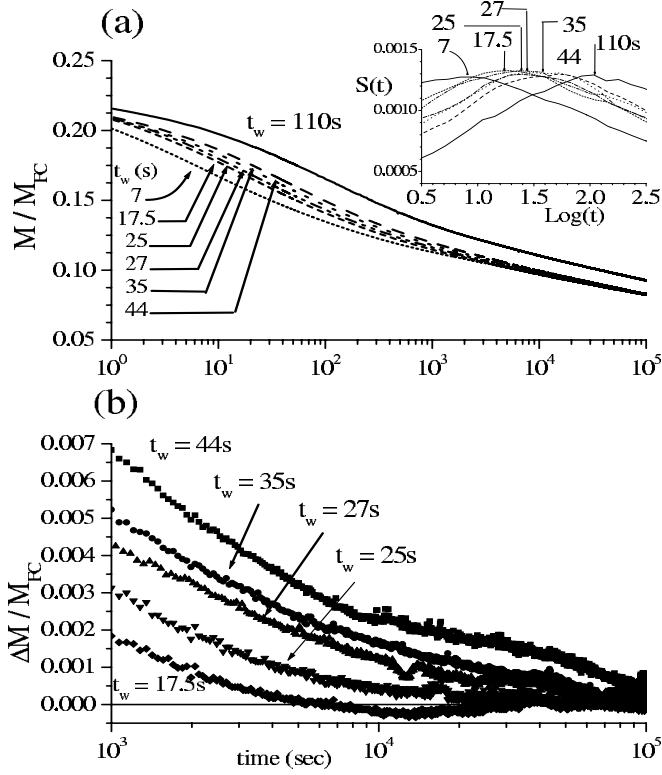 (a)
27
25
35
7
17.5
44
110s
0.0015
S(t)
0.0010
0.0005
0.5 1.0 1.5 2.0 2.5
Log(t)
0.25
0.20
0.15
0.10
0.05
M / M_FC
t_w = 110s
t_w (s)
7
17.5
25
27
35
44
10^0 10^1 10^2 10^3 10^4 10^5
(b)
0.007
0.006
0.005
0.004
0.003
0.002
0.001
0.000
ΔM / M_FC
t_w = 44s
t_w = 35s
t_w = 27s
t_w = 25s
t_w = 17.5s
10^3 10^4 10^5
time (sec)